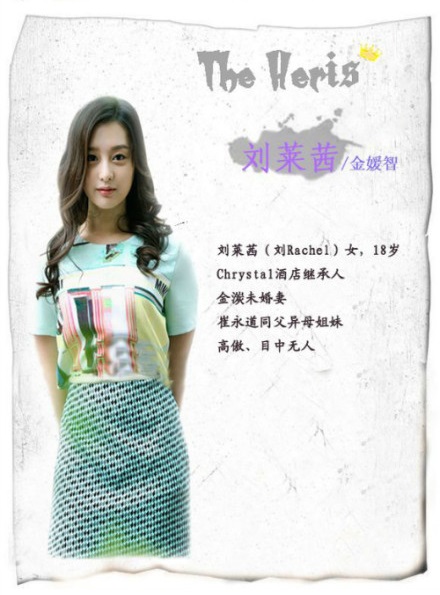 The Heris
刘莱茜/金媛智
刘莱茜（刘Rachel）女，18岁
Chrystal酒店继承人
金潨未婚妻
崔永道同父异母姐妹
高傲、目中无人